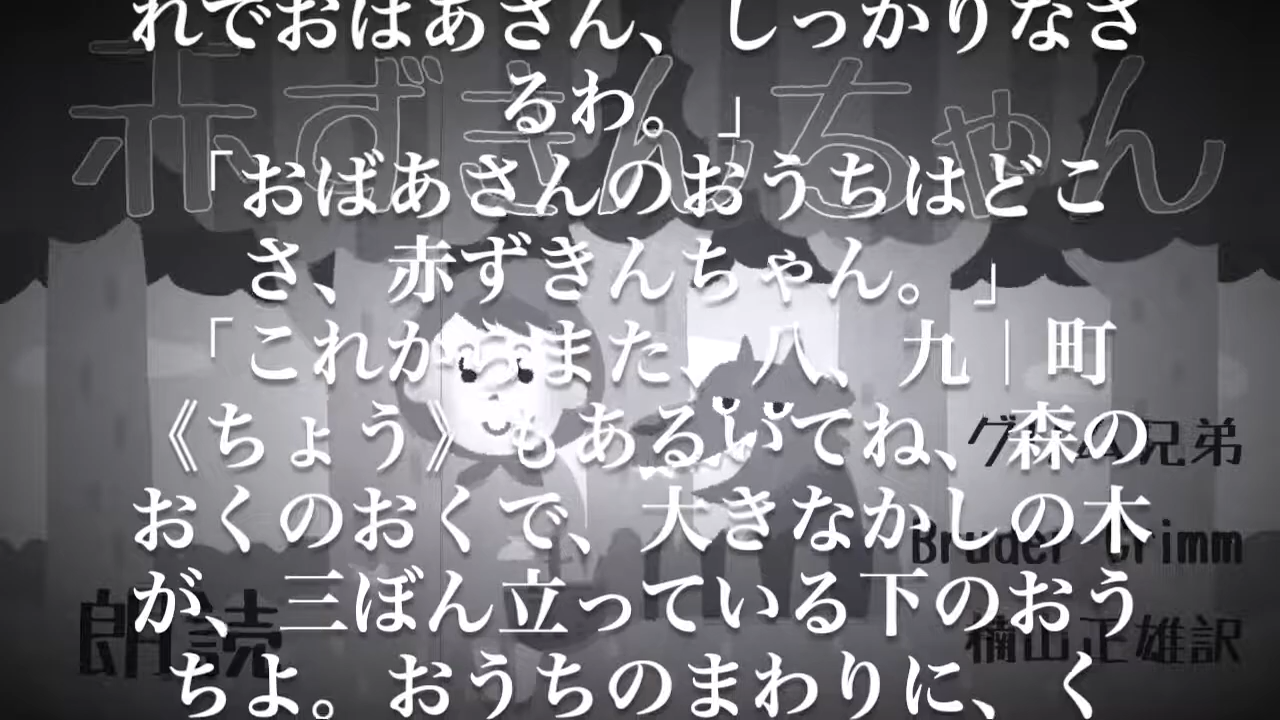 れでおばあさん、しっかりなさ
るわ。」
「おばあさんのおうちはどこ
さ、赤ずきんちゃん。」
「これからまた、八、九｜町
《ちょう》もあるいてね、森の
おくのおくで、大きなかしの木
が、三ぼん立っている下のおう
ちよ。おうちのまわりに、く
赤ずきんちゃん
グリム兄弟
Bruder Grimm
楠山正雄訳
朗読